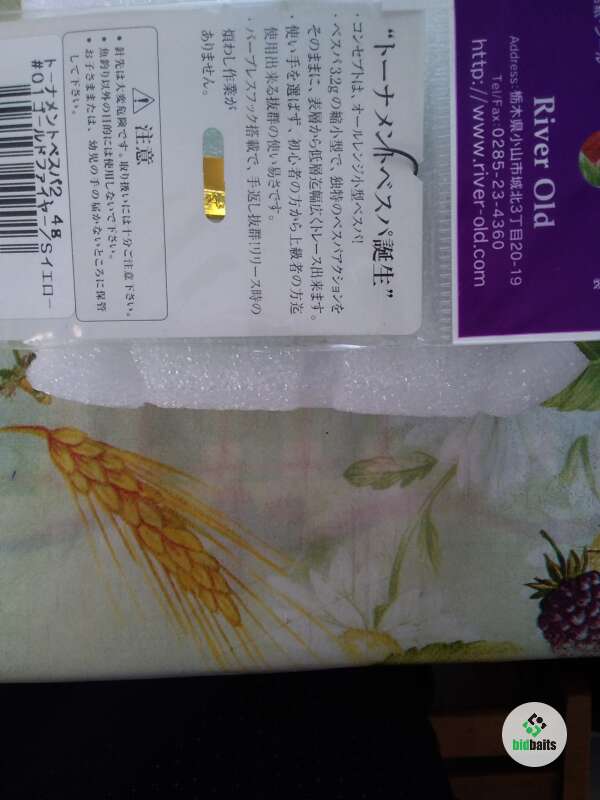 River Old
Address:栃木県小山市城北3丁目20-19
Tel/Fax:0285-23-4360
http://www.river-old.com
袋
“トーナメントベスパ誕生”
・コンセプトは、オールレンジ小型ベスパ!
・ベスパ3.2gの縮小型で、独特のベスパアクションを
そのままに、表層から低層迄幅広くトレース出来ます。
・使い手を選ばず、初心者の方から上級者の方迄
使用出来る抜群の使い易さです。
・バーブレスフック搭載で、手返し抜群!リリース時の
煩わし作業が
ありません。
注意
● 針先は大変危険です。取り扱いには十分ご注意下さい。
● 魚釣り以外の目的には使用しないで下さい。
● お子さままたは、幼児の手の届かないところに保管
して下さい。
トーナメントベスパ2.4g
#01ゴールドファイヤー/Sイエロー
bidbaits